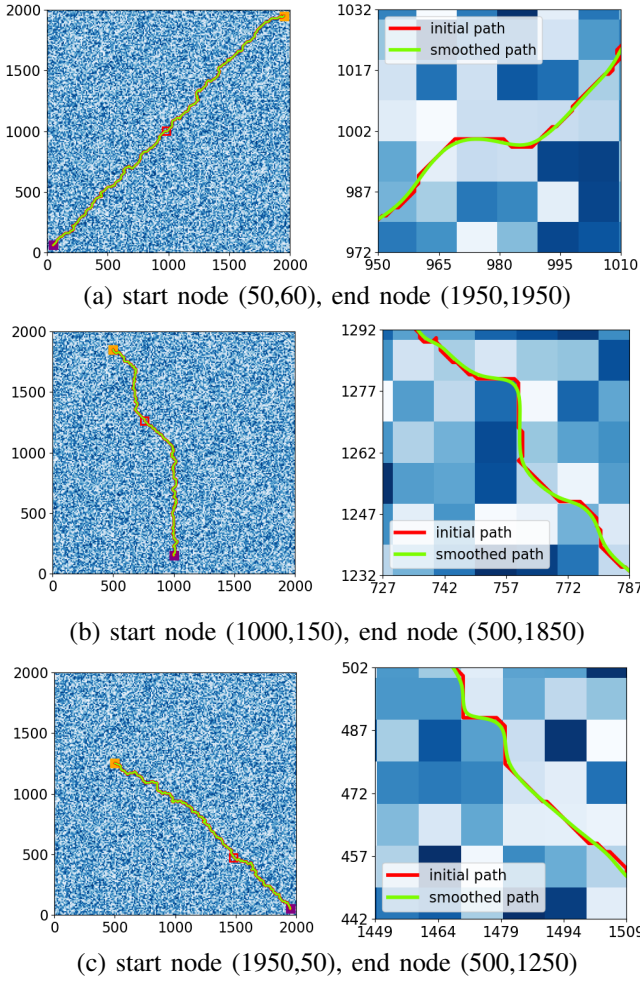 2000
1500
1000
500
0
0 500 1000 1500 2000
1032
1017
1002
987
972
950 965 980 995 1010
initial path
smoothed path
(a) start node (50,60), end node (1950,1950)
2000
1500
1000
500
0
0 500 1000 1500 2000
1292
1277
1262
1247
1232
727 742 757 772 787
initial path
smoothed path
(b) start node (1000,150), end node (500,1850)
2000
1500
1000
500
0
0 500 1000 1500 2000
502
487
472
457
442
1449 1464 1479 1494 1509
initial path
smoothed path
(c) start node (1950,50), end node (500,1250)